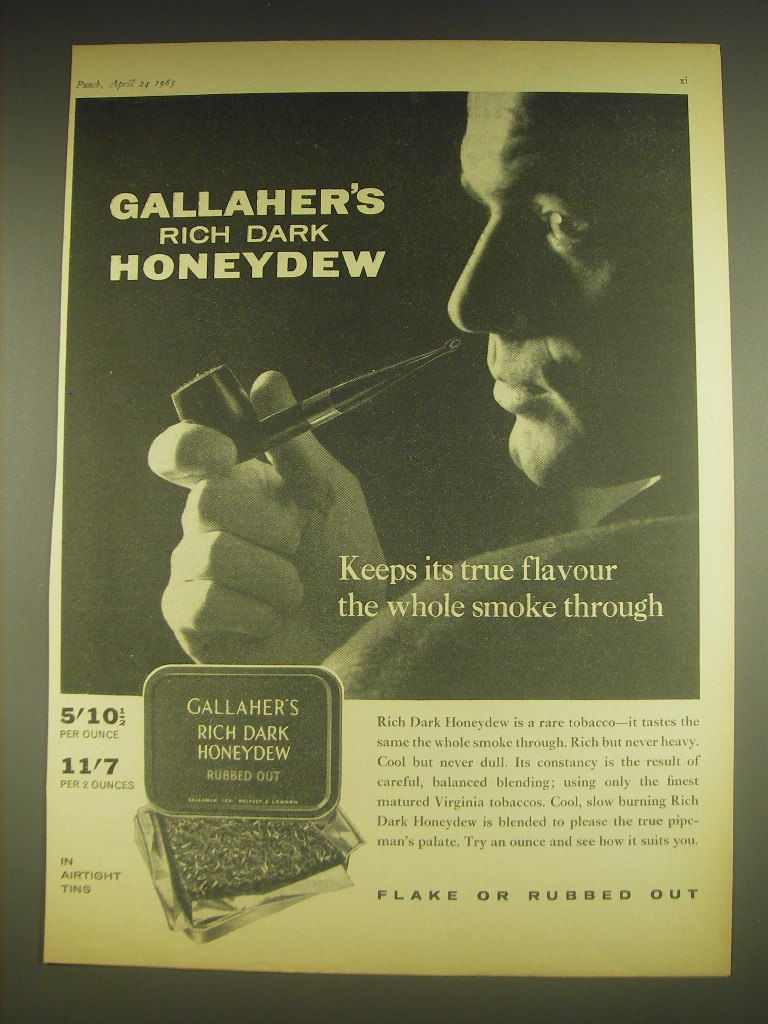 Punch, April 24 1963
xi
GALLAHER'S
RICH DARK
HONEYDEW
Keeps its true flavour
the whole smoke through
5/10½
PER OUNCE
11/7
PER 2 OUNCES
IN
AIRTIGHT
TINS
GALLAHER'S
RICH DARK
HONEYDEW
RUBBED OUT
GALLAHER LTD. BELFAST & LONDON
Rich Dark Honeydew is a rare tobacco—it tastes the
same the whole smoke through. Rich but never heavy.
Cool but never dull. Its constancy is the result of
careful, balanced blending; using only the finest
matured Virginia tobaccos. Cool, slow burning Rich
Dark Honeydew is blended to please the true pipe-
man's palate. Try an ounce and see how it suits you.
FLAKE OR RUBBED OUT